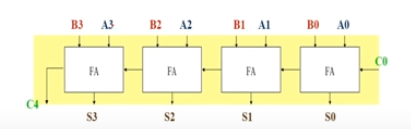 B3 A3 B2 A2 B1 A1 B0 A0
C0
FA FA FA FA
C4
S3 S2 S1 S0